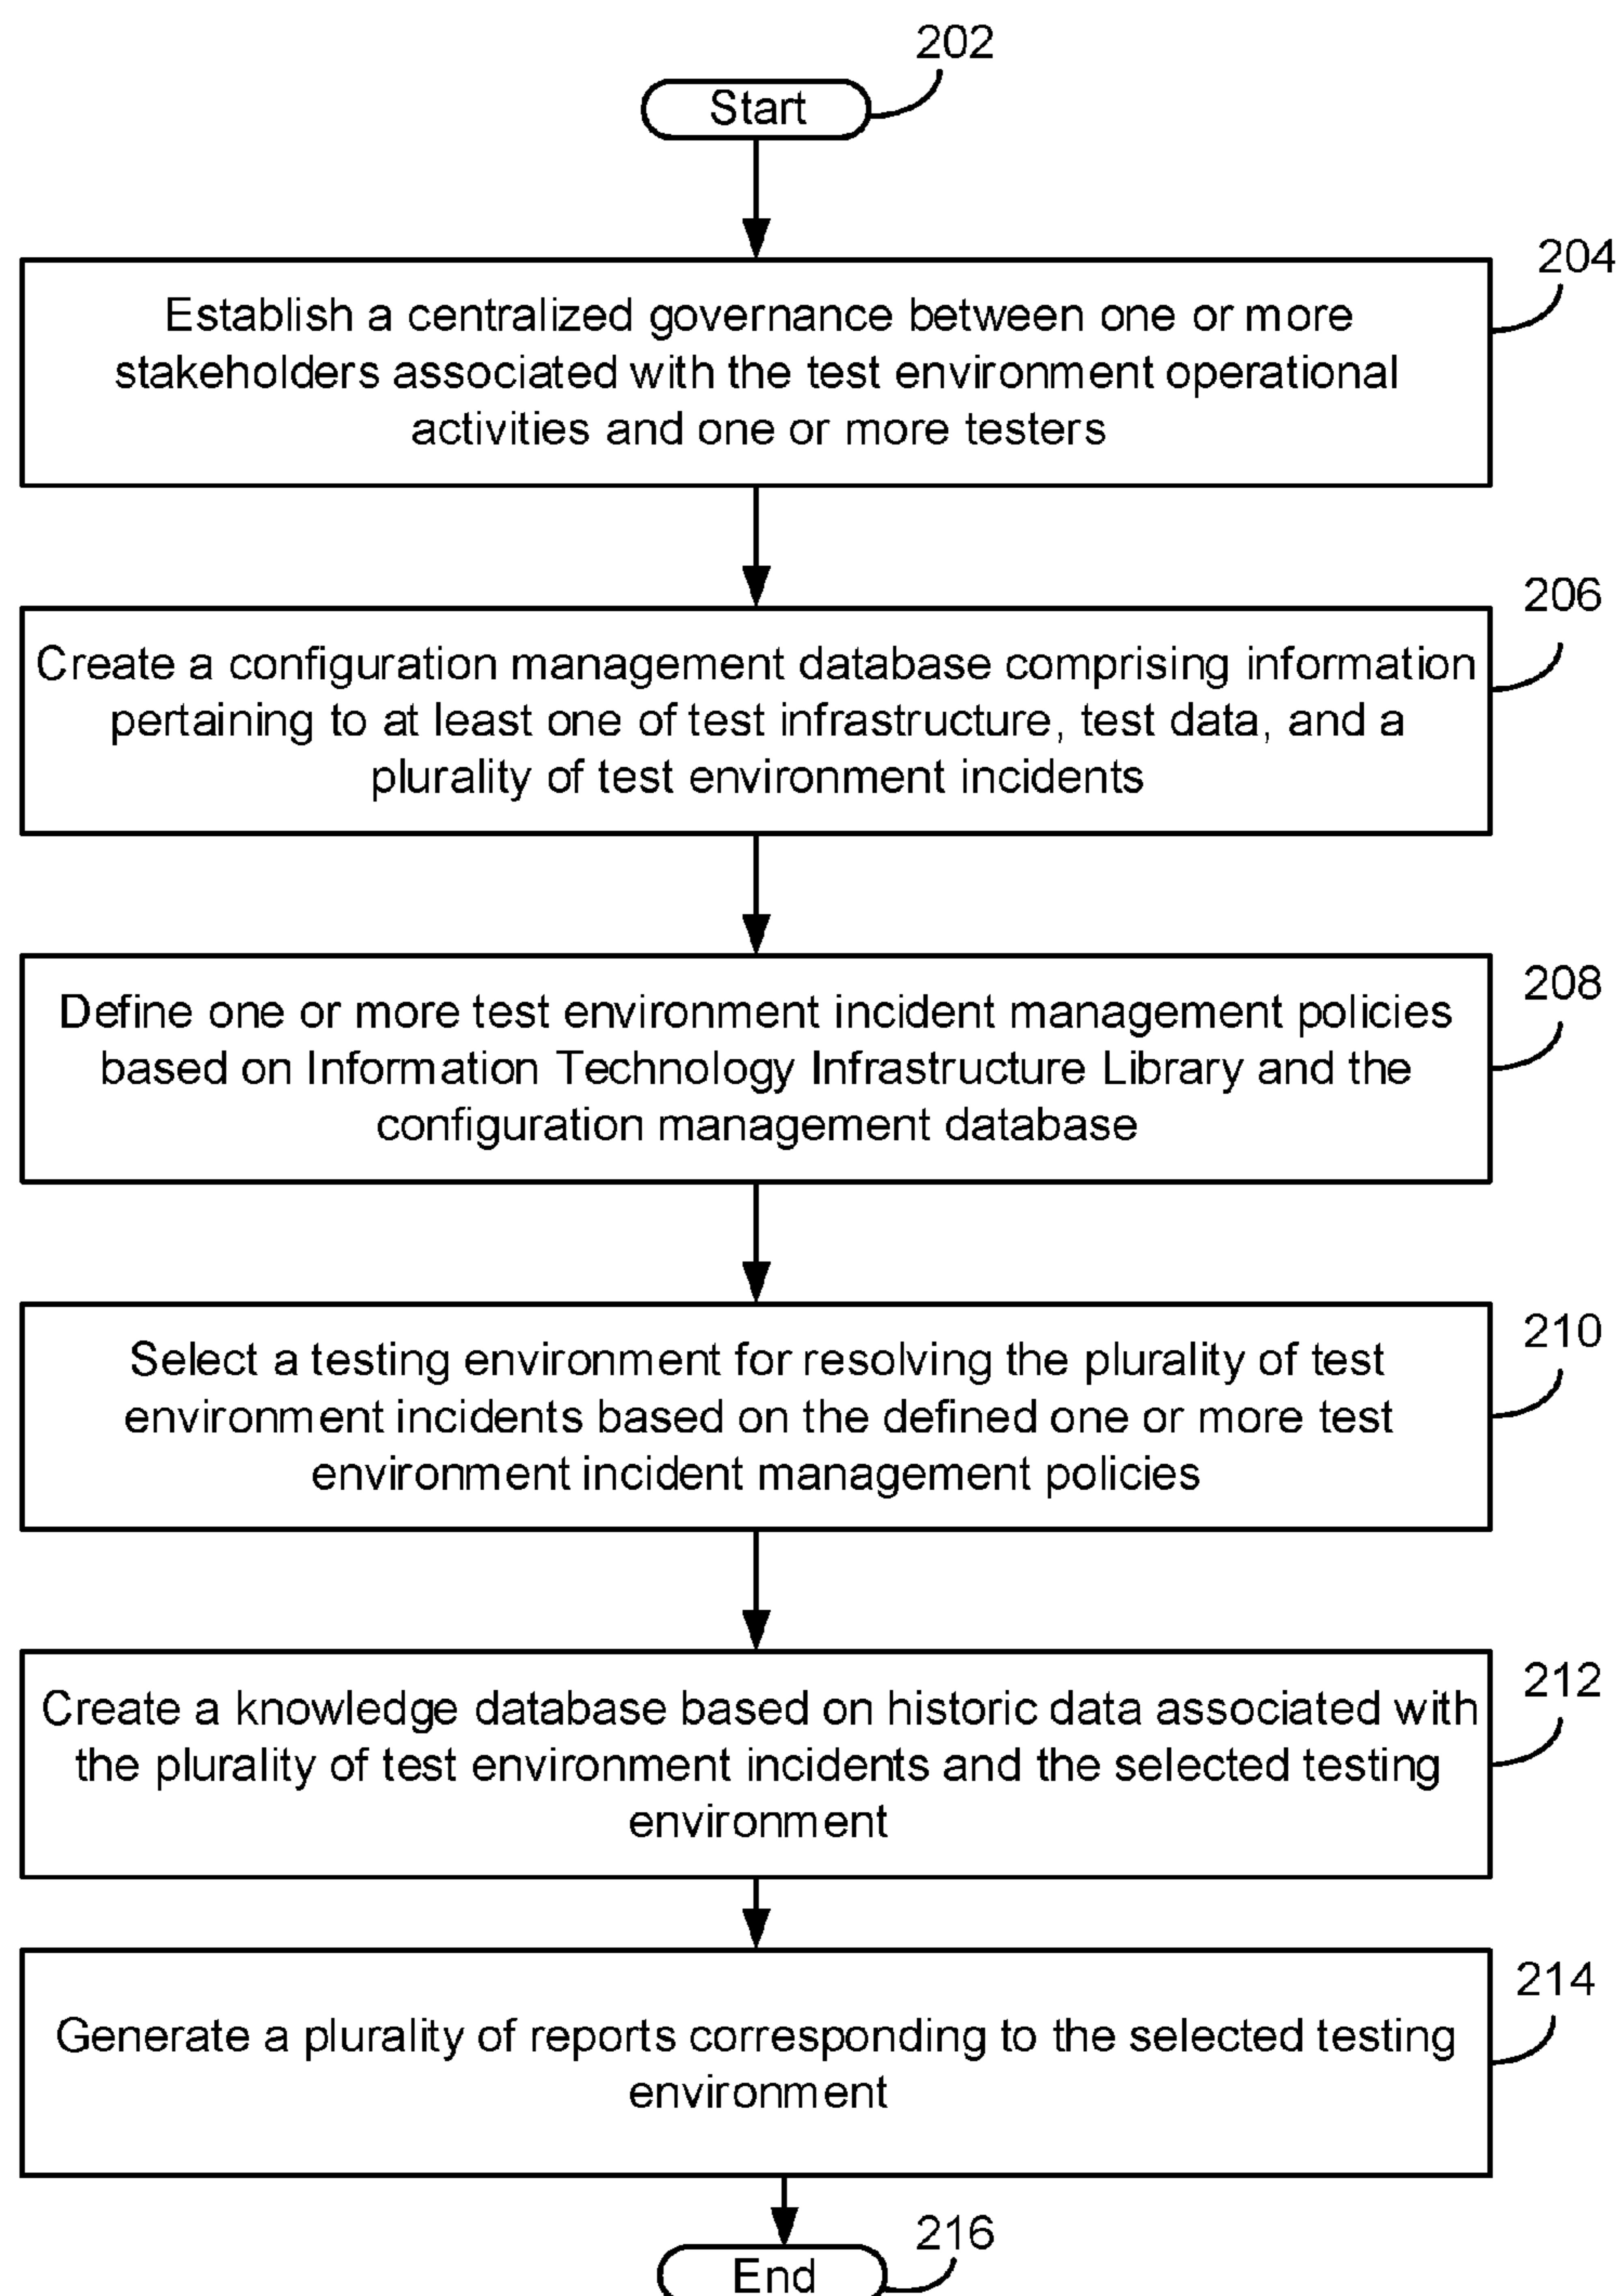 202
Start
204
Establish a centralized governance between one or more
stakeholders associated with the test environment operational
activities and one or more testers
206
Create a configuration management database comprising information
pertaining to at least one of test infrastructure, test data, and a
plurality of test environment incidents
208
Define one or more test environment incident management policies
based on Information Technology Infrastructure Library and the
configuration management database
210
Select a testing environment for resolving the plurality of test
environment incidents based on the defined one or more test
environment incident management policies
212
Create a knowledge database based on historic data associated with
the plurality of test environment incidents and the selected testing
environment
214
Generate a plurality of reports corresponding to the selected testing
environment
216
End